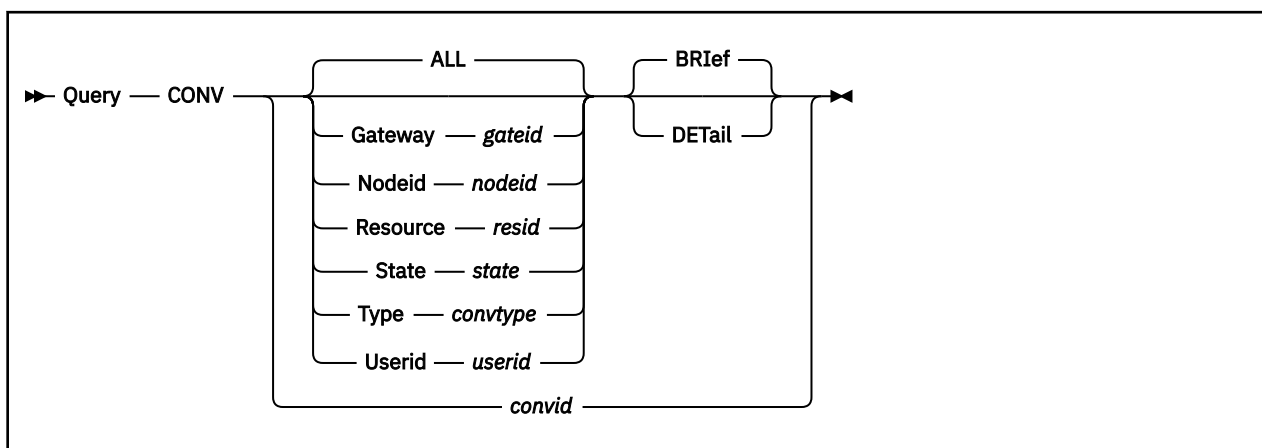 ALL BRIef
Query CONV
Gateway gateid DETail
Nodeid nodeid
Resource resid
State state
Type convtype
Userid userid
convid